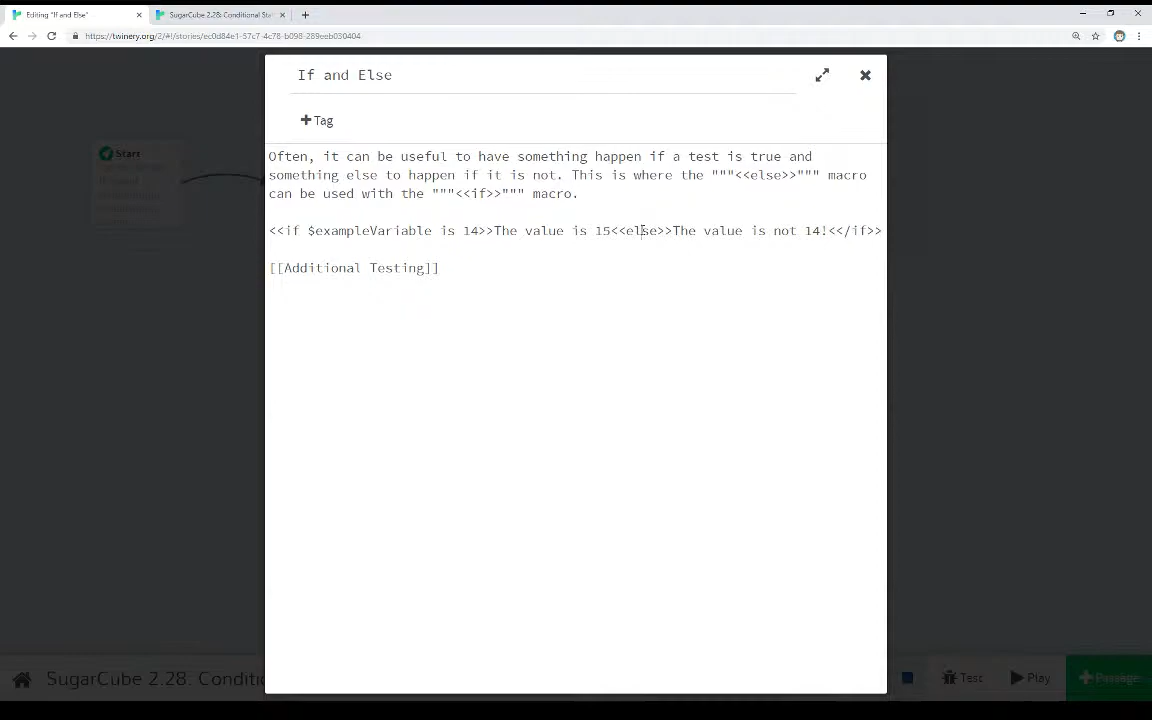 Editing "If and Else"
SugarCube 2.28: Conditional Sta
https://twinery.org/2/#!/stories/ec0d84e1-57c7-4c78-b098-289eeb030404
If and Else
+Tag
Start
Often, it can be useful to have something happen if a test is true and
something else to happen if it is not. This is where the """<<else>>""" macro
can be used with the """<<if>>""" macro.
<<if $exampleVariable is 14>>The value is 15<<else>>The value is not 14!<</if>>
[[Additional Testing]]
SugarCube 2.28: Conditio
Test
Play
+Passage